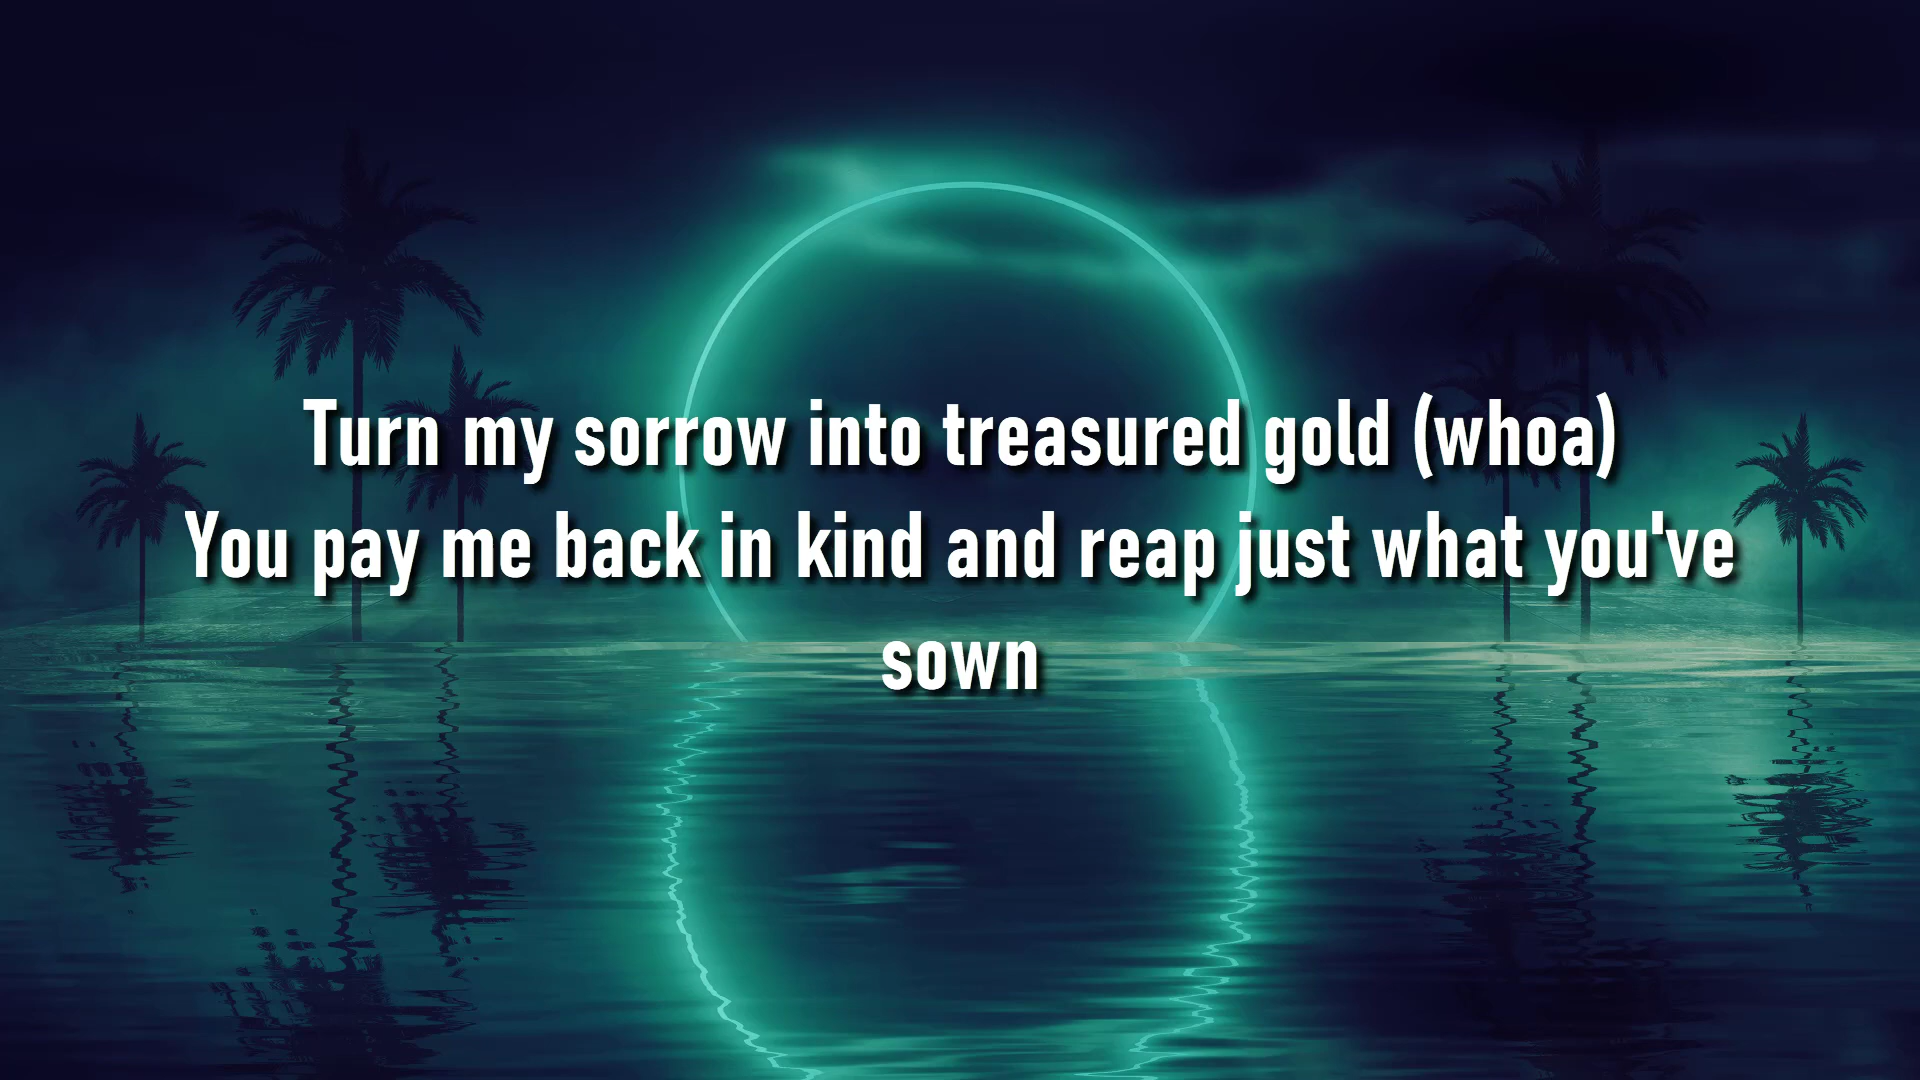 Turn my sorrow into treasured gold (whoa)
You pay me back in kind and reap just what you've
sown